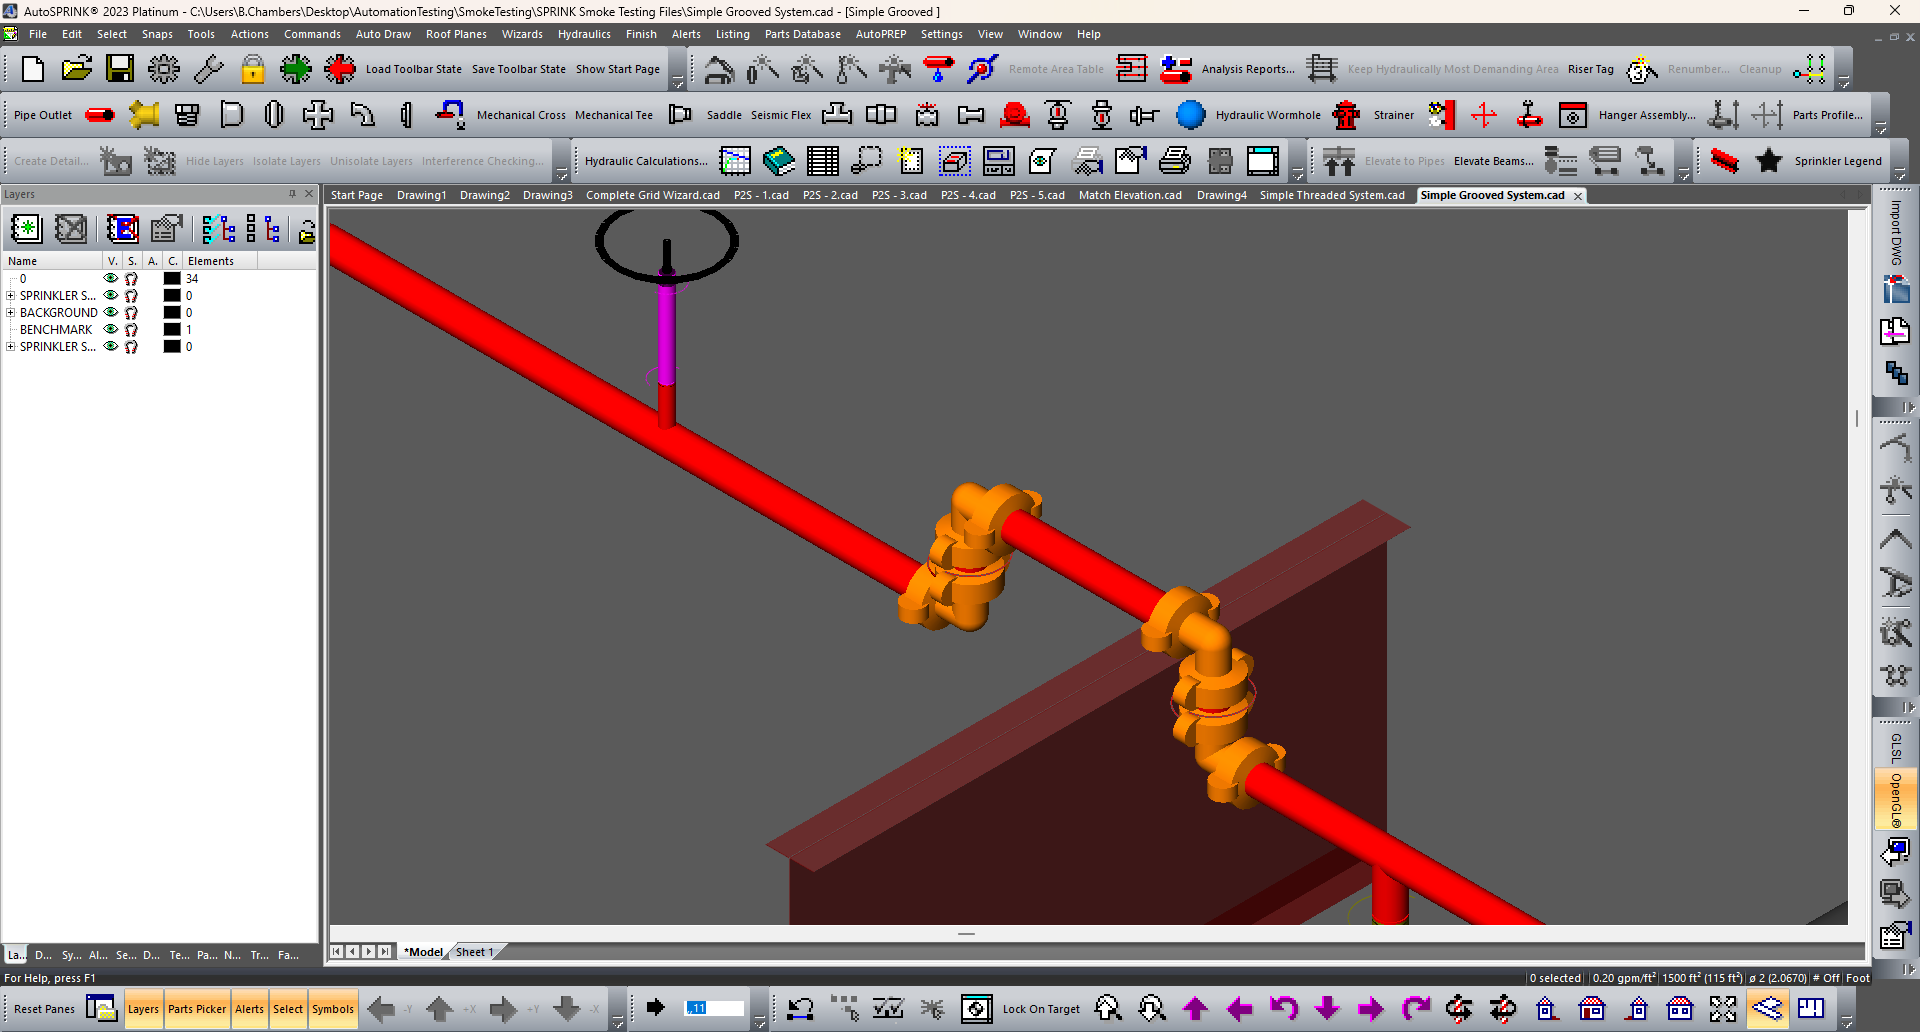 AutoSPRINK® 2023 Platinum - C:\Users\B.Chambers\Desktop\AutomationTesting\SmokeTesting\SPRINK Smoke Testing Files\Simple Grooved System.cad - [Simple Grooved ]
File Edit Select Snaps Tools Actions Commands Auto Draw Roof Planes Wizards Hydraulics Finish Alerts Listing Parts Database AutoPREP Settings View Window Help
Load Toolbar State Save Toolbar State Show Start Page Remote Area Table Analysis Reports... Keep Hydraulically Most Demanding Area Riser Tag Renumber... Cleanup
Pipe Outlet Mechanical Cross Mechanical Tee Saddle Seismic Flex Hydraulic Wormhole Strainer Hanger Assembly... Parts Profile...
Create Detail... Hide Layers Isolate Layers Unisolate Layers Interference Checking... Hydraulic Calculations... Elevate to Pipes Elevate Beams... Sprinkler Legend
Layers
Start Page Drawing1 Drawing2 Drawing3 Complete Grid Wizard.cad P2S - 1.cad P2S - 2.cad P2S - 3.cad P2S - 4.cad P2S - 5.cad Match Elevation.cad Drawing4 Simple Threaded System.cad Simple Grooved System.cad
Name V. S. A. C. Elements
0 34
SPRINKLER S... 0
BACKGROUND 0
BENCHMARK 1
SPRINKLER S... 0
Import DWG
GLSL
OpenGL®
La... D... Sy... Al... Se... D... Te... Pa... N... Tr... Fa...
*Model Sheet 1
For Help, press F1
0 selected 0.20 gpm/ft² 1500 ft² (115 ft²) ø 2 (2.0670) # Off Foot
Reset Panes Layers Parts Picker Alerts Select Symbols -Y +X +Y -X ,,11 Lock On Target